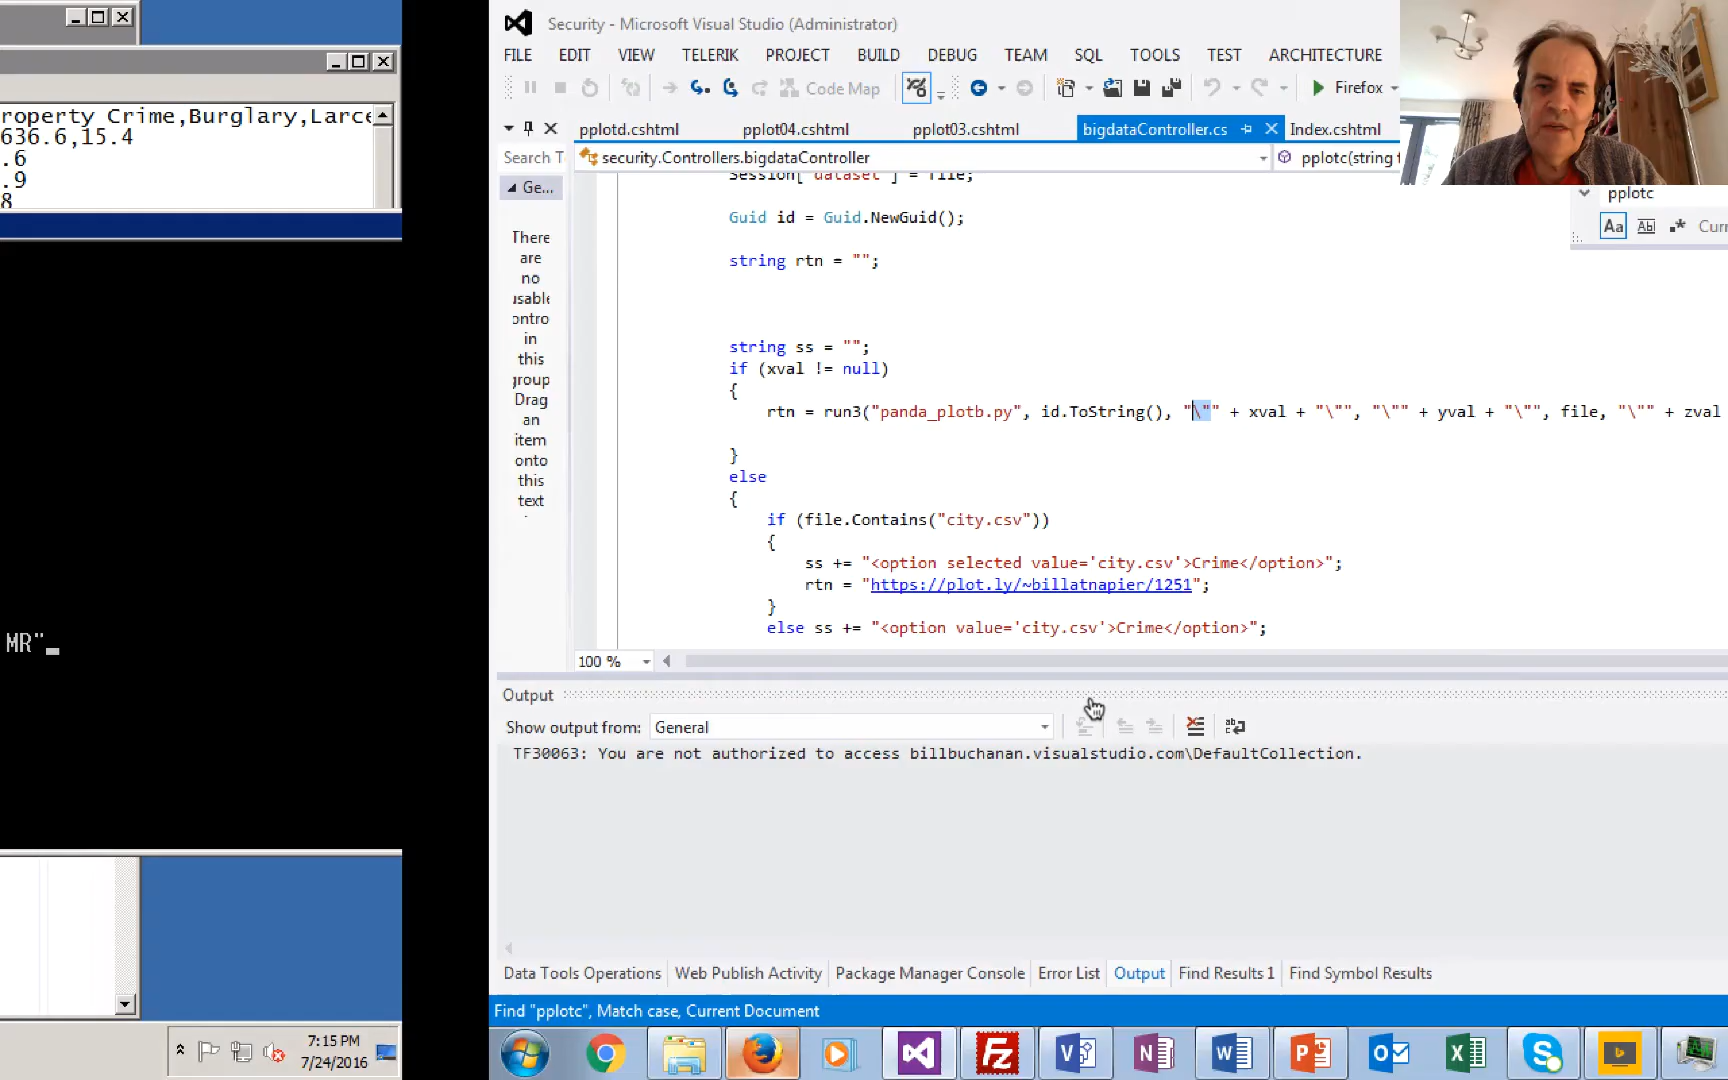 roperty Crime,Burglary,Larce
636.6,15.4
.6
.9
8
MR"
7:15 PM
7/24/2016
Security - Microsoft Visual Studio (Administrator)
FILE EDIT VIEW TELERIK PROJECT BUILD DEBUG TEAM SQL TOOLS TEST ARCHITECTURE
Code Map Firefox
pplotd.cshtml pplot04.cshtml pplot03.cshtml bigdataController.cs Index.cshtml
Search T security.Controllers.bigdataController pplotc(string f
Ge...
There
are
no
usable
ontro
in
this
group
Drag
an
item
onto
this
text
pplotc
Aa Ab Curr
Session["dataset"] = file;
Guid id = Guid.NewGuid();
string rtn = "";
string ss = "";
if (xval != null)
{
rtn = run3("panda_plotb.py", id.ToString(), "\"" + xval + "\"", "\"" + yval + "\"", file, "\"" + zval
}
else
{
if (file.Contains("city.csv"))
{
ss += "<option selected value='city.csv'>Crime</option>";
rtn = "https://plot.ly/~billatnapier/1251";
}
else ss += "<option value='city.csv'>Crime</option>";
100 %
Output
Show output from: General
TF30063: You are not authorized to access billbuchanan.visualstudio.com\DefaultCollection.
Data Tools Operations Web Publish Activity Package Manager Console Error List Output Find Results 1 Find Symbol Results
Find "pplotc", Match case, Current Document